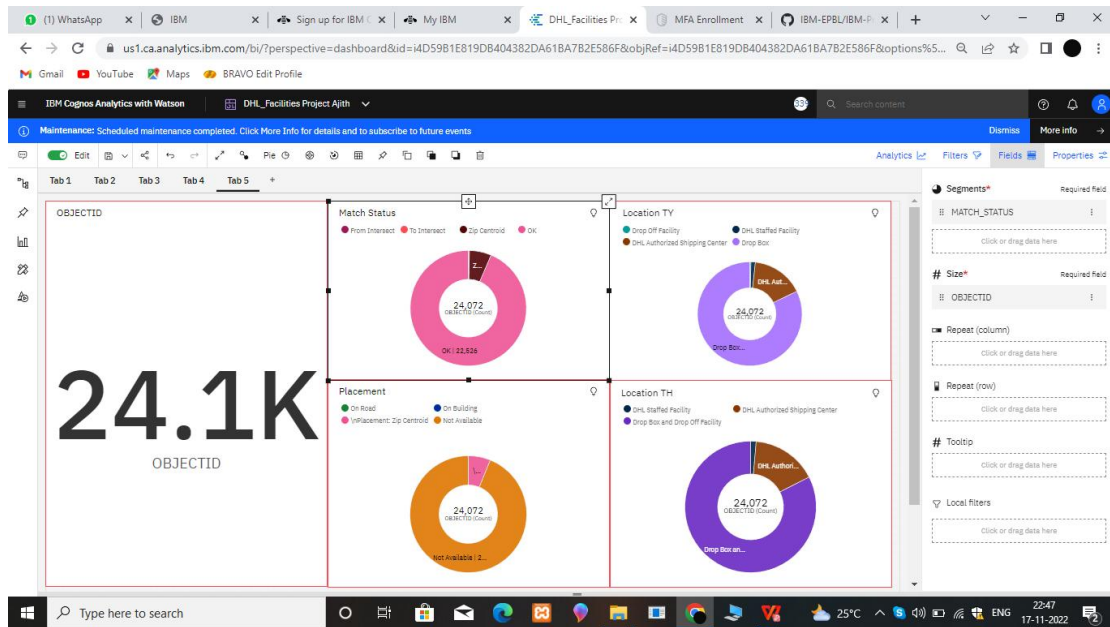 (1) WhatsApp
IBM
Sign up for IBM C
My IBM
DHL_Facilities Pro
MFA Enrollment
IBM-EPBL/IBM-P
us1.ca.analytics.ibm.com/bi/?perspective=dashboard&id=i4D59B1E819DB404382DA61BA7B2E586F&objRef=i4D59B1E819DB404382DA61BA7B2E586F&options%5...
Gmail YouTube Maps BRAVO Edit Profile
IBM Cognos Analytics with Watson DHL_Facilities Project Ajith 339 Search content
Maintenance: Scheduled maintenance completed. Click More Info for details and to subscribe to future events Dismiss More info
Edit Pie Analytics Filters Fields Properties
Tab 1 Tab 2 Tab 3 Tab 4 Tab 5 +
OBJECTID
24.1K
OBJECTID
Match Status
From Intersect To Intersect Zip Centroid OK
Z...
24,072
OBJECTID (Count)
OK | 22,526
Location TY
Drop Off Facility DHL Staffed Facility
DHL Authorized Shipping Center Drop Box
DHL Aut...
24,072
OBJECTID (Count)
Drop Box...
Placement
On Road On Building
\nPlacement: Zip Centroid Not Available
\...
24,072
OBJECTID (Count)
Not Available | 2...
Location TH
DHL Staffed Facility DHL Authorized Shipping Center
Drop Box and Drop Off Facility
DHL Authori...
24,072
OBJECTID (Count)
Drop Box an...
Segments* Required field
MATCH_STATUS
Click or drag data here
# Size* Required field
OBJECTID
Click or drag data here
Repeat (column)
Click or drag data here
Repeat (row)
Click or drag data here
# Tooltip
Click or drag data here
Local filters
Click or drag data here
Type here to search
25°C ENG
22:47
17-11-2022
2